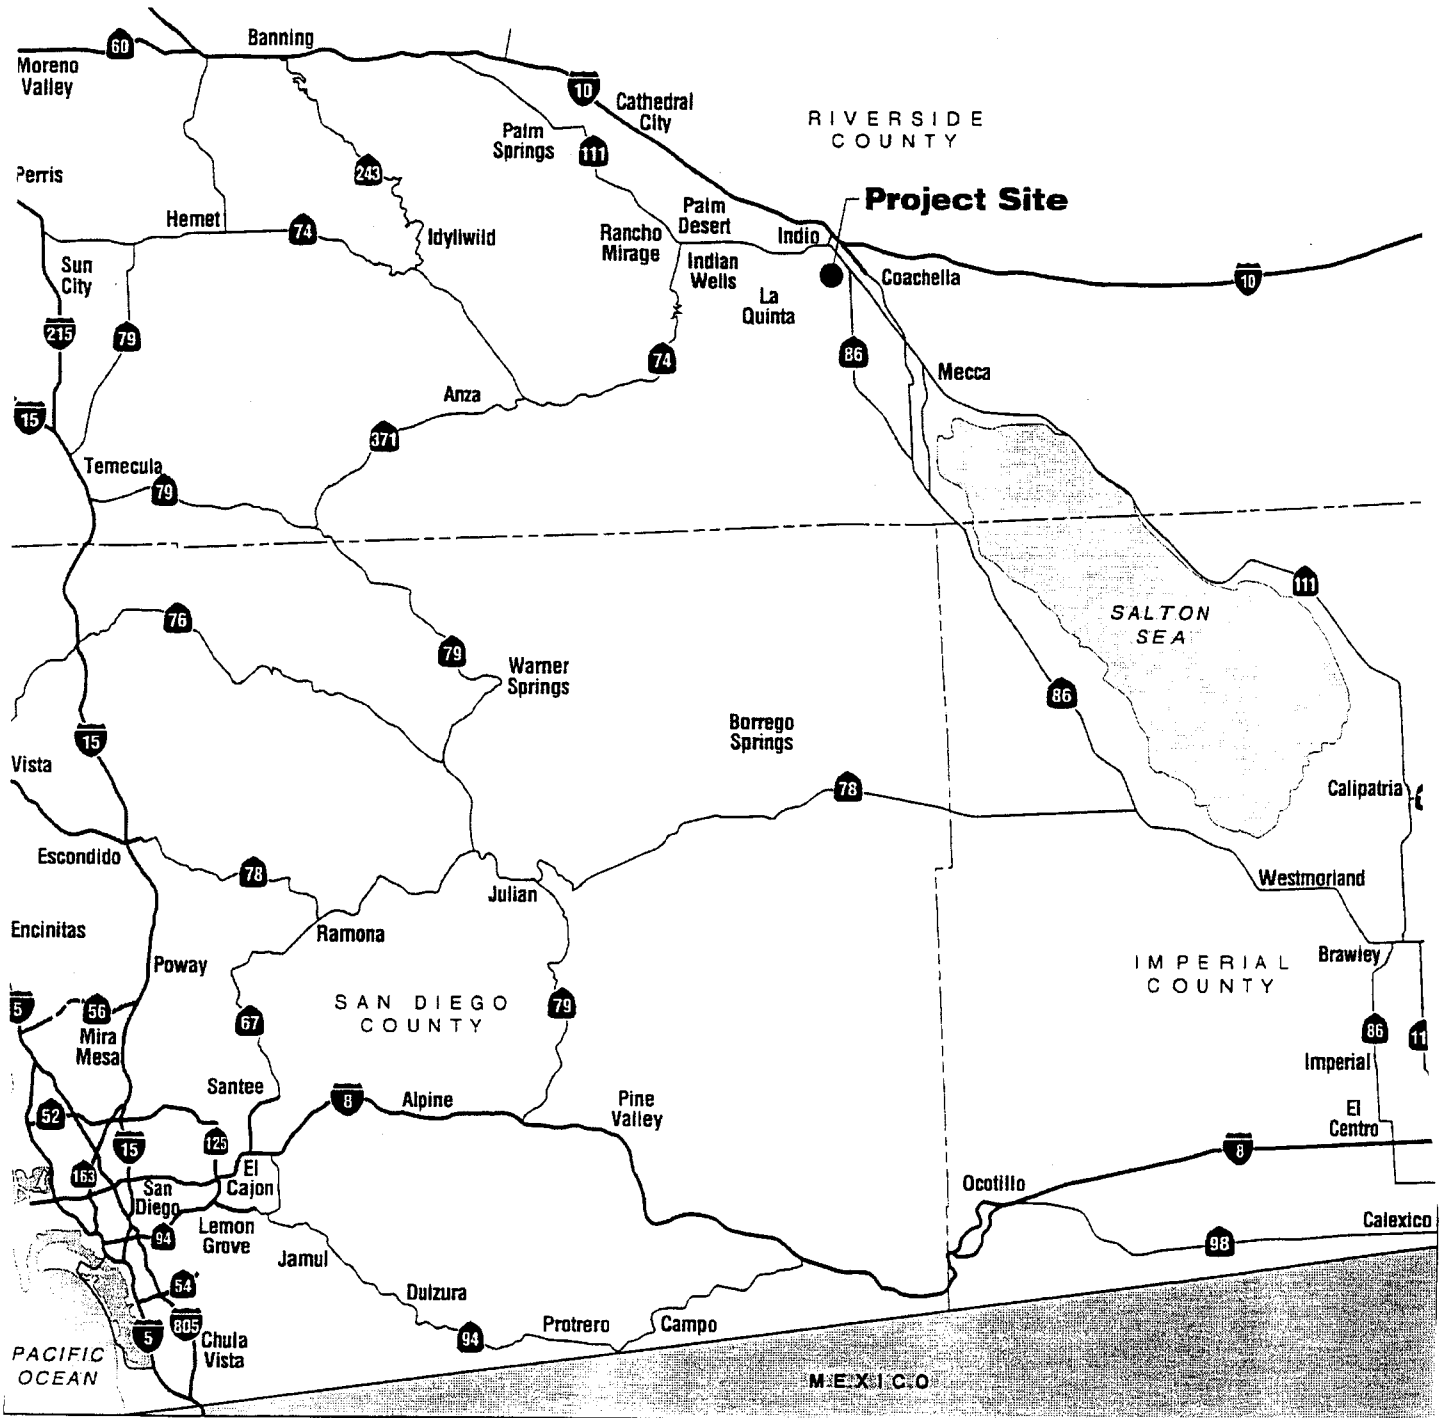 60
Banning
Moreno
Valley
10
Cathedral
City
RIVERSIDE
COUNTY
Palm
Springs
111
243
Perris
Project Site
Hemet
74
Idyllwild
Palm
Desert
Rancho
Mirage
Indio
Sun
City
Indian
Wells
Coachella
10
La
Quinta
215
79
74
86
Mecca
Anza
15
371
Temecula
79
111
76
SALTON
SEA
79
Warner
Springs
86
15
Borrego
Springs
Vista
78
Calipatria
Escondido
78
Julian
Westmorland
Encinitas
Ramona
Poway
IMPERIAL
COUNTY
Brawley
5
56
SAN DIEGO
COUNTY
79
67
Mira
Mesa
86
11
Imperial
Santee
8
Alpine
Pine
Valley
52
El
Centro
125
15
8
163
El
Cajon
San
Diego
Ocotillo
Lemon
Grove
94
Calexico
98
Jamul
54
Dulzura
805
5
Chula
Vista
94
Protrero
Campo
PACIFIC
OCEAN
MEXICO